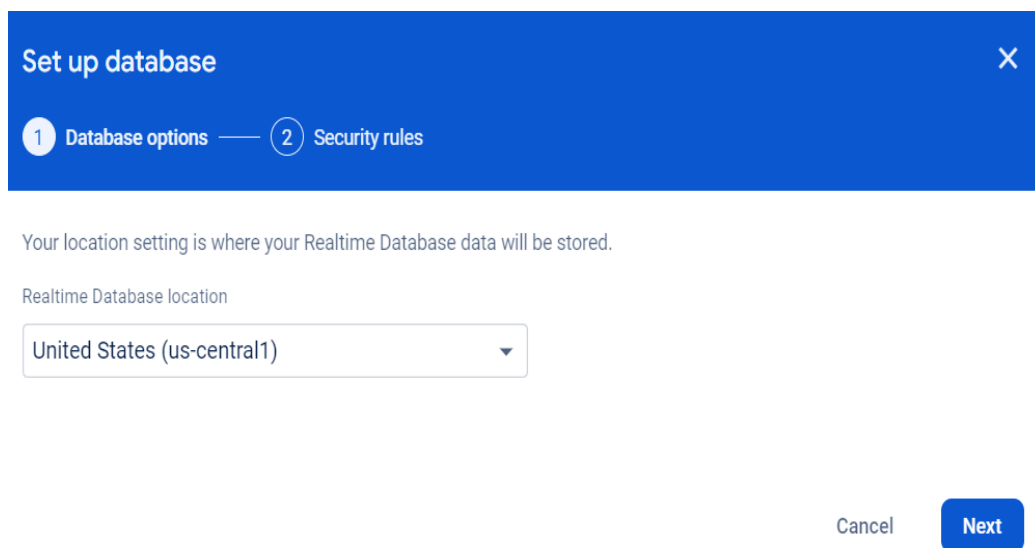 Set up database
1 Database options 2 Security rules
Your location setting is where your Realtime Database data will be stored.
Realtime Database location
United States (us-central1)
Cancel Next